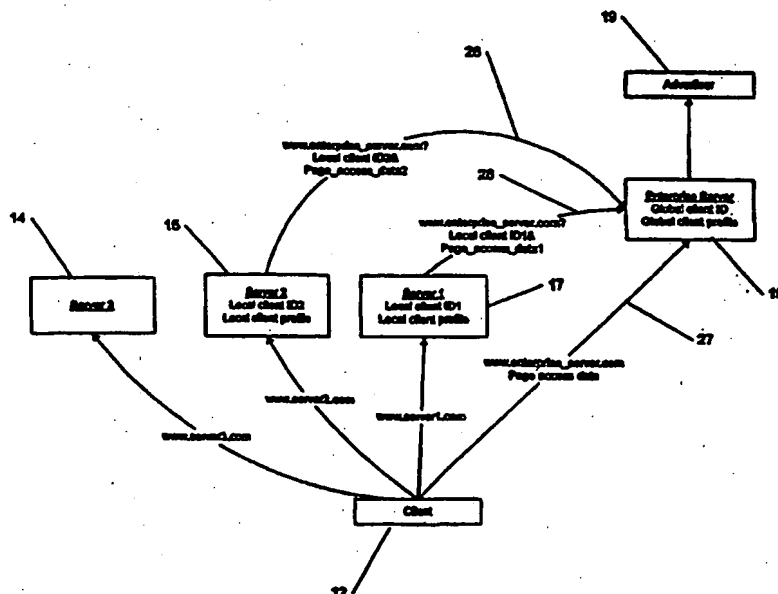 19
26
Advertiser
www.enterprise_server.com?
Local client ID2&
Page_access_data2
28
14
15
Enterprise Server
Global client ID
Global client profile
www.enterprise_server.com?
Local client ID1&
Page_access_data1
Server 3
Server 2
Local client ID2
Local client profile
Server 1
Local client ID1
Local client profile
17
27
www.enterprise_server.com
Page access data
www.server2.com
www.server1.com
www.server3.com
Client